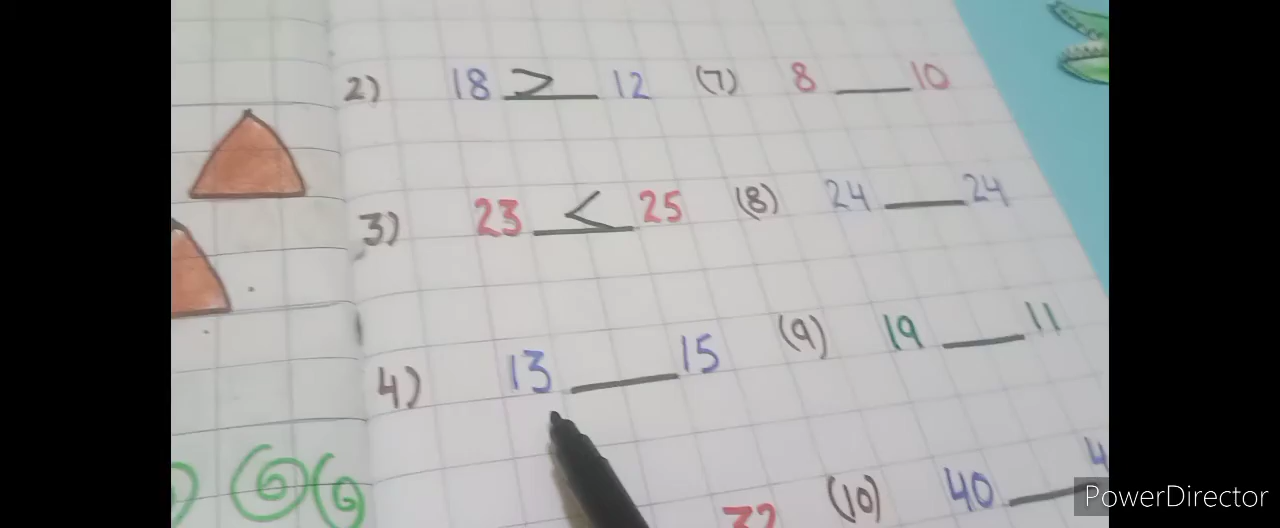 2) 18 > 12 (7) 8 ___ 10
3) 23 < 25 (8) 24 ___ 24
4) 13 ___ 15 (9) 19 ___ 11
(10) 40 ___
PowerDirector